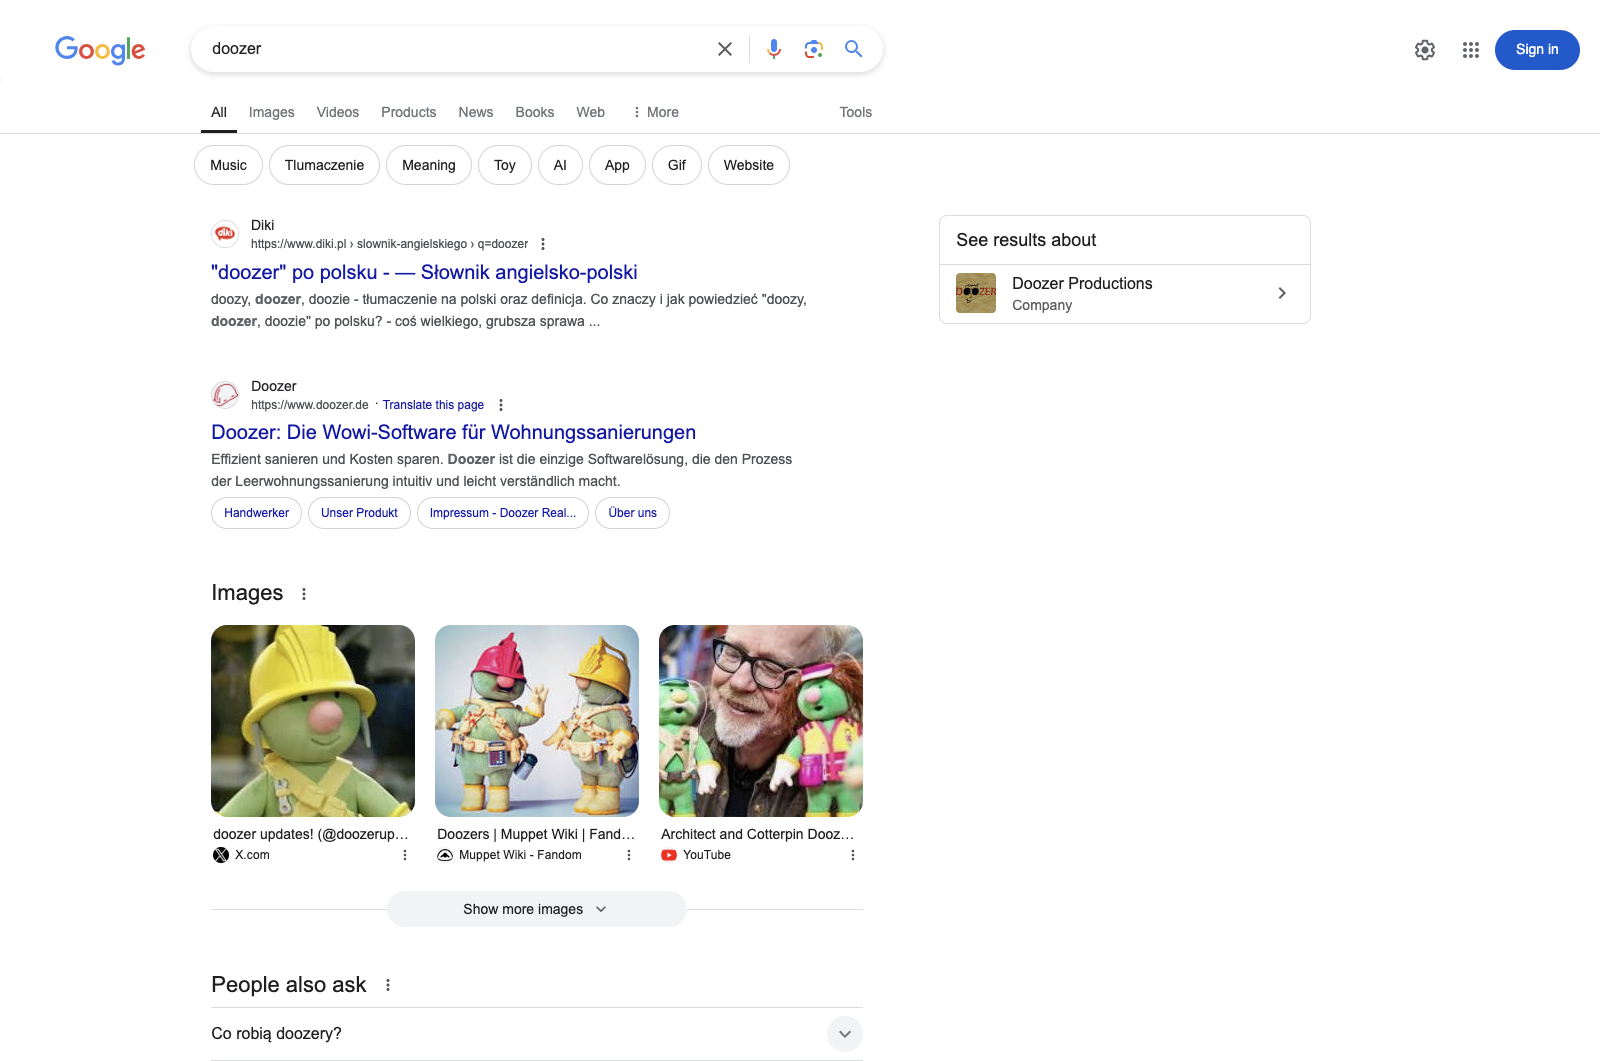 Google
doozer
Sign in
All
Images
Videos
Products
News
Books
Web
More
Tools
Music
Tlumaczenie
Meaning
Toy
AI
App
Gif
Website
diki
Diki
https://www.diki.pl › slownik-angielskiego › q=doozer
"doozer" po polsku - — Słownik angielsko-polski
doozy, doozer, doozie - tłumaczenie na polski oraz definicja. Co znaczy i jak powiedzieć "doozy,
doozer, doozie" po polsku? - coś wielkiego, grubsza sprawa ...
See results about
DOOZER
Doozer Productions
Company
Doozer
https://www.doozer.de · Translate this page
Doozer: Die Wowi-Software für Wohnungssanierungen
Effizient sanieren und Kosten sparen. Doozer ist die einzige Softwarelösung, die den Prozess
der Leerwohnungssanierung intuitiv und leicht verständlich macht.
Handwerker
Unser Produkt
Impressum - Doozer Real...
Über uns
Images
doozer updates! (@doozerup...
X.com
Doozers | Muppet Wiki | Fand...
Muppet Wiki - Fandom
Architect and Cotterpin Dooz...
YouTube
Show more images
People also ask
Co robią doozery?